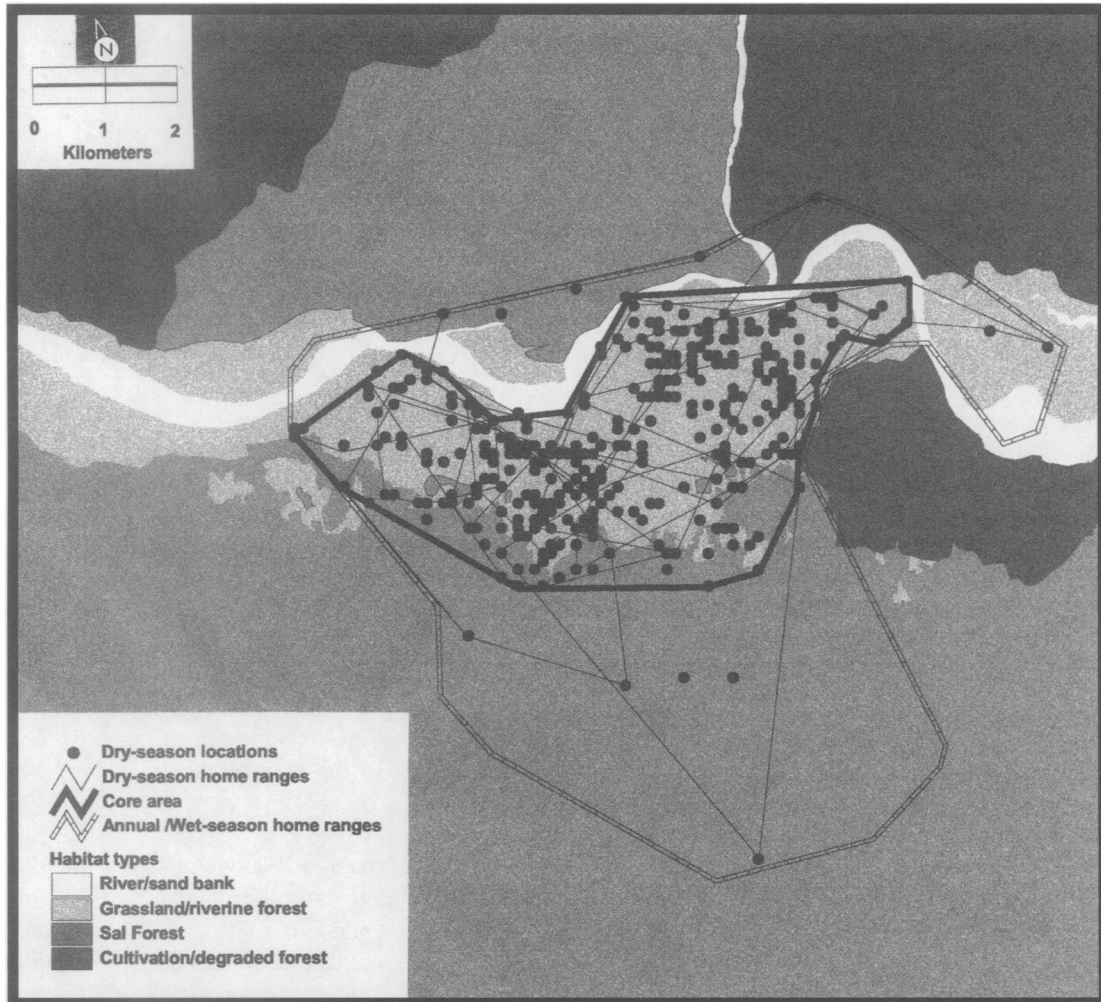 N
0 1 2
Kilometers
Dry-season locations
Dry-season home ranges
Core area
Annual /Wet-season home ranges
Habitat types
River/sand bank
Grassland/riverine forest
Sal Forest
Cultivation/degraded forest